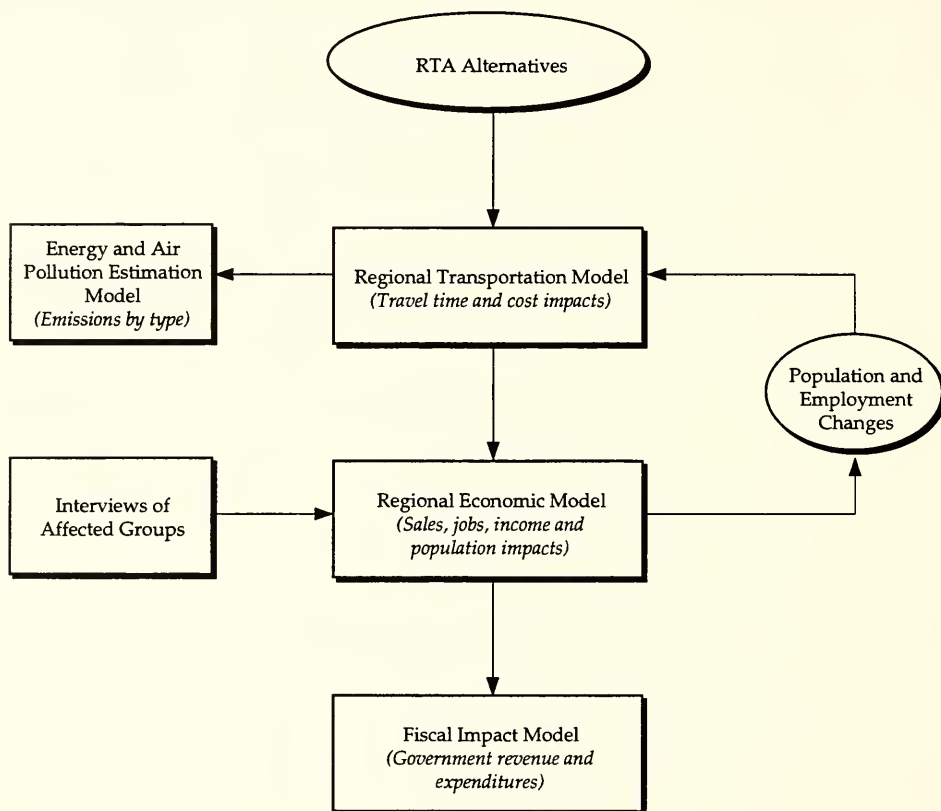 RTA Alternatives
Energy and Air
Pollution Estimation
Model
(Emissions by type)
Regional Transportation Model
(Travel time and cost impacts)
Population and
Employment
Changes
Interviews of
Affected Groups
Regional Economic Model
(Sales, jobs, income and
population impacts)
Fiscal Impact Model
(Government revenue and
expenditures)